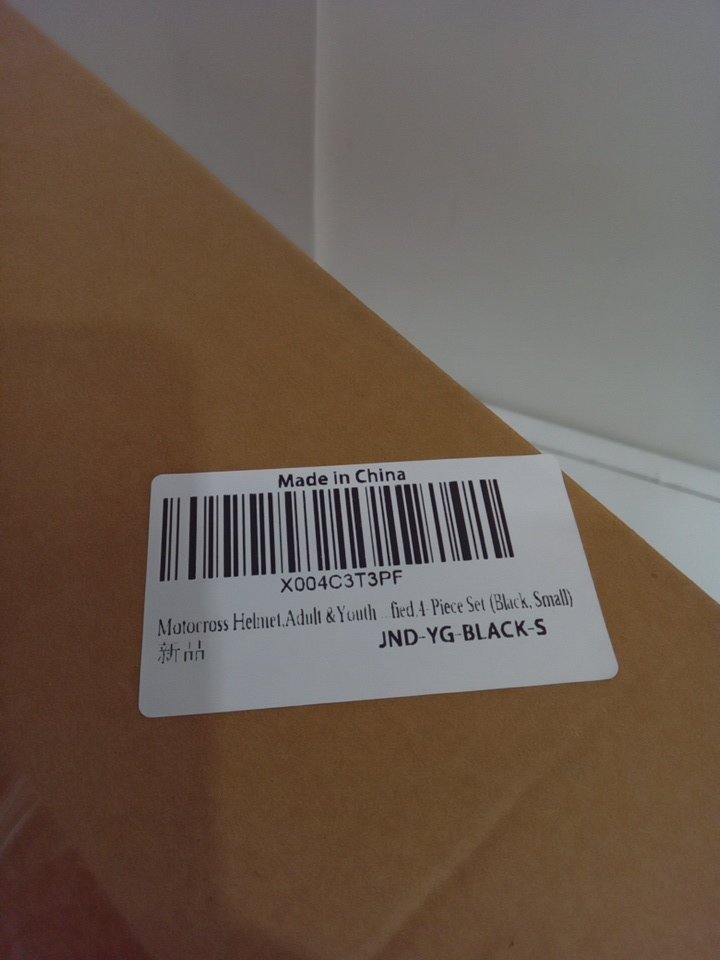 Made in China
X004C3T3PF
Motocross Helmet,Adult &Youth ...fied,4-Piece Set (Black, Small)
新品
JND-YG-BLACK-S